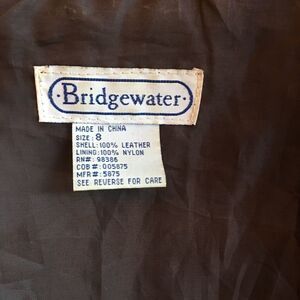 ·Bridgewater·
MADE IN CHINA
SIZE: 8
SHELL:100% LEATHER
LINING:100% NYLON
RN#: 98386
COB#: 005875
MFR#: 5875
SEE REVERSE FOR CARE